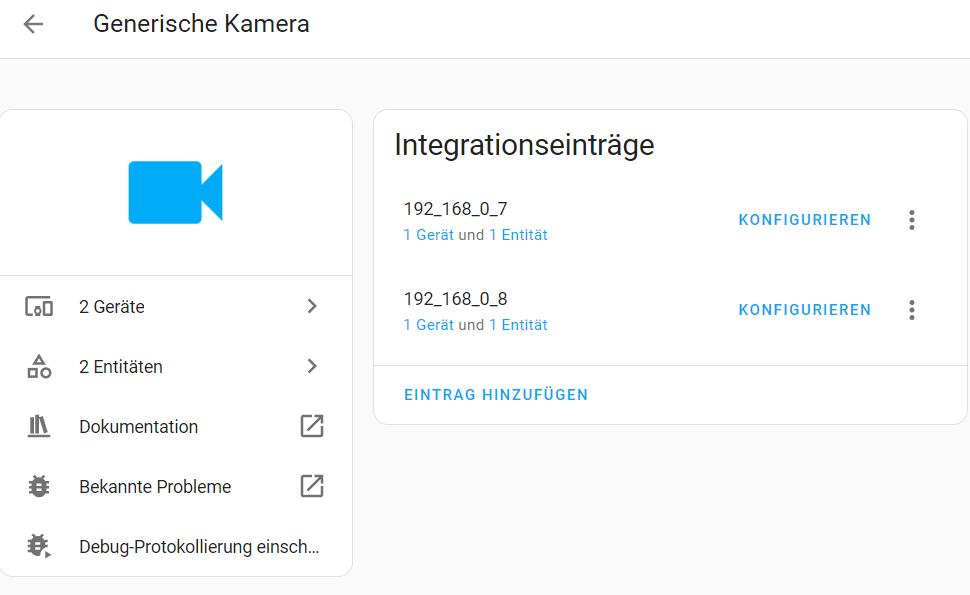 Generische Kamera
2 Geräte
2 Entitäten
Dokumentation
Bekannte Probleme
Debug-Protokollierung einsch...
Integrationseinträge
192_168_0_7
1 Gerät und 1 Entität
KONFIGURIEREN
192_168_0_8
1 Gerät und 1 Entität
KONFIGURIEREN
EINTRAG HINZUFÜGEN